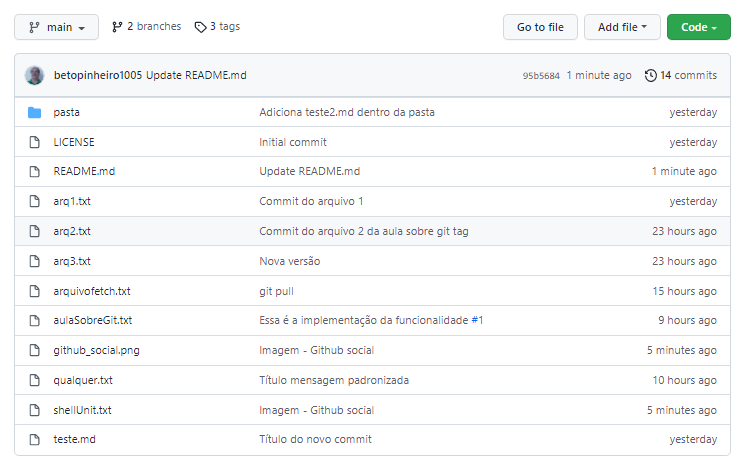 main 2 branches 3 tags Go to file Add file Code
betopinheiro1005 Update README.md 95b5684 1 minute ago 14 commits
pasta Adiciona teste2.md dentro da pasta yesterday
LICENSE Initial commit yesterday
README.md Update README.md 1 minute ago
arq1.txt Commit do arquivo 1 yesterday
arq2.txt Commit do arquivo 2 da aula sobre git tag 23 hours ago
arq3.txt Nova versão 23 hours ago
arquivofetch.txt git pull 15 hours ago
aulaSobreGit.txt Essa é a implementação da funcionalidade #1 9 hours ago
github_social.png Imagem - Github social 5 minutes ago
qualquer.txt Título mensagem padronizada 10 hours ago
shellUnit.txt Imagem - Github social 5 minutes ago
teste.md Título do novo commit yesterday